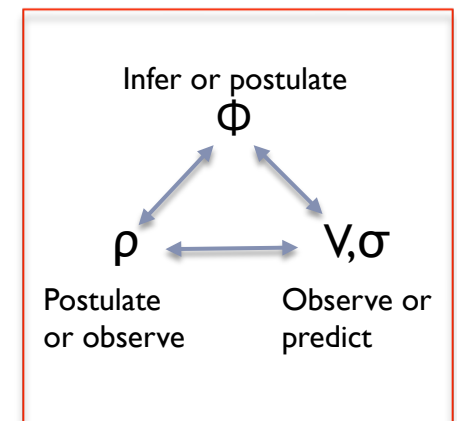 Infer or postulate
Φ
ρ
V,σ
Postulate
or observe
Observe or
predict